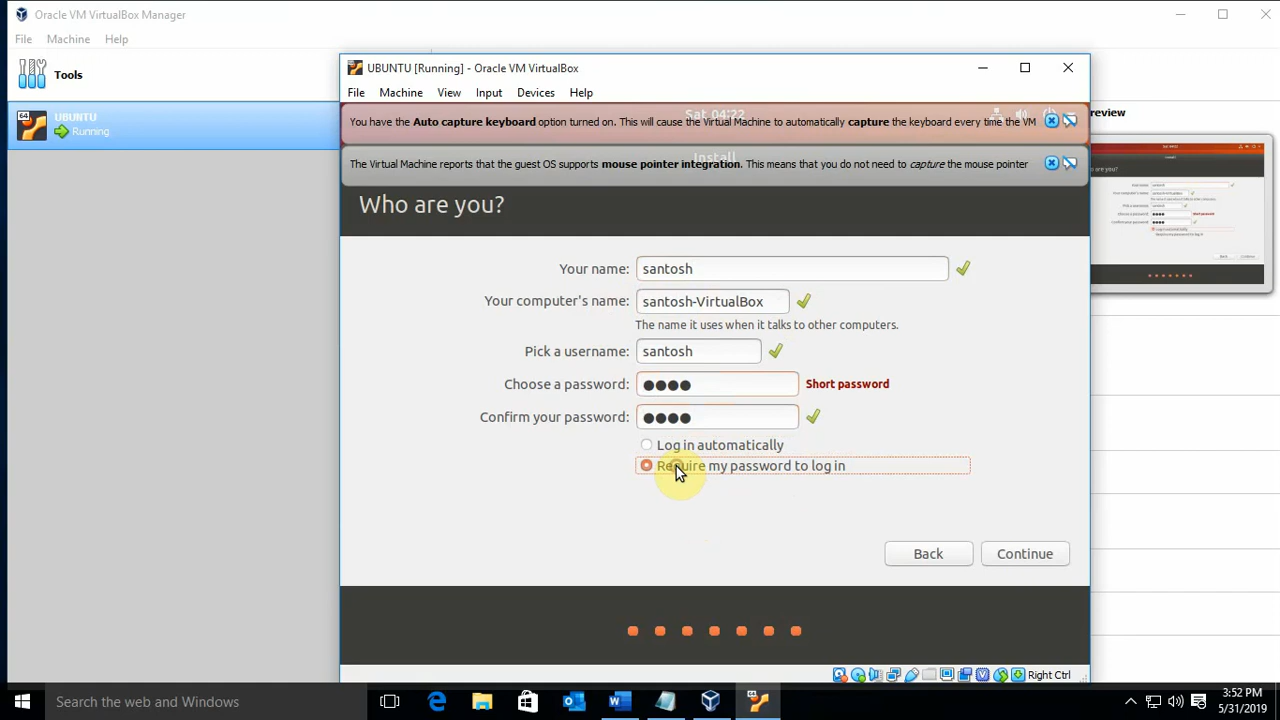 Oracle VM VirtualBox Manager
File Machine Help
Tools
UBUNTU
Running
64
UBUNTU [Running] - Oracle VM VirtualBox
File Machine View Input Devices Help
Sat 04:22
You have the Auto capture keyboard option turned on. This will cause the Virtual Machine to automatically capture the keyboard every time the VM
Install
The Virtual Machine reports that the guest OS supports mouse pointer integration. This means that you do not need to capture the mouse pointer
Who are you?
Your name: santosh
Your computer's name: santosh-VirtualBox
The name it uses when it talks to other computers.
Pick a username: santosh
Choose a password: ●●●● Short password
Confirm your password: ●●●●
Log in automatically
Require my password to log in
Back Continue
Right Ctrl
review
Search the web and Windows
3:52 PM
5/31/2019